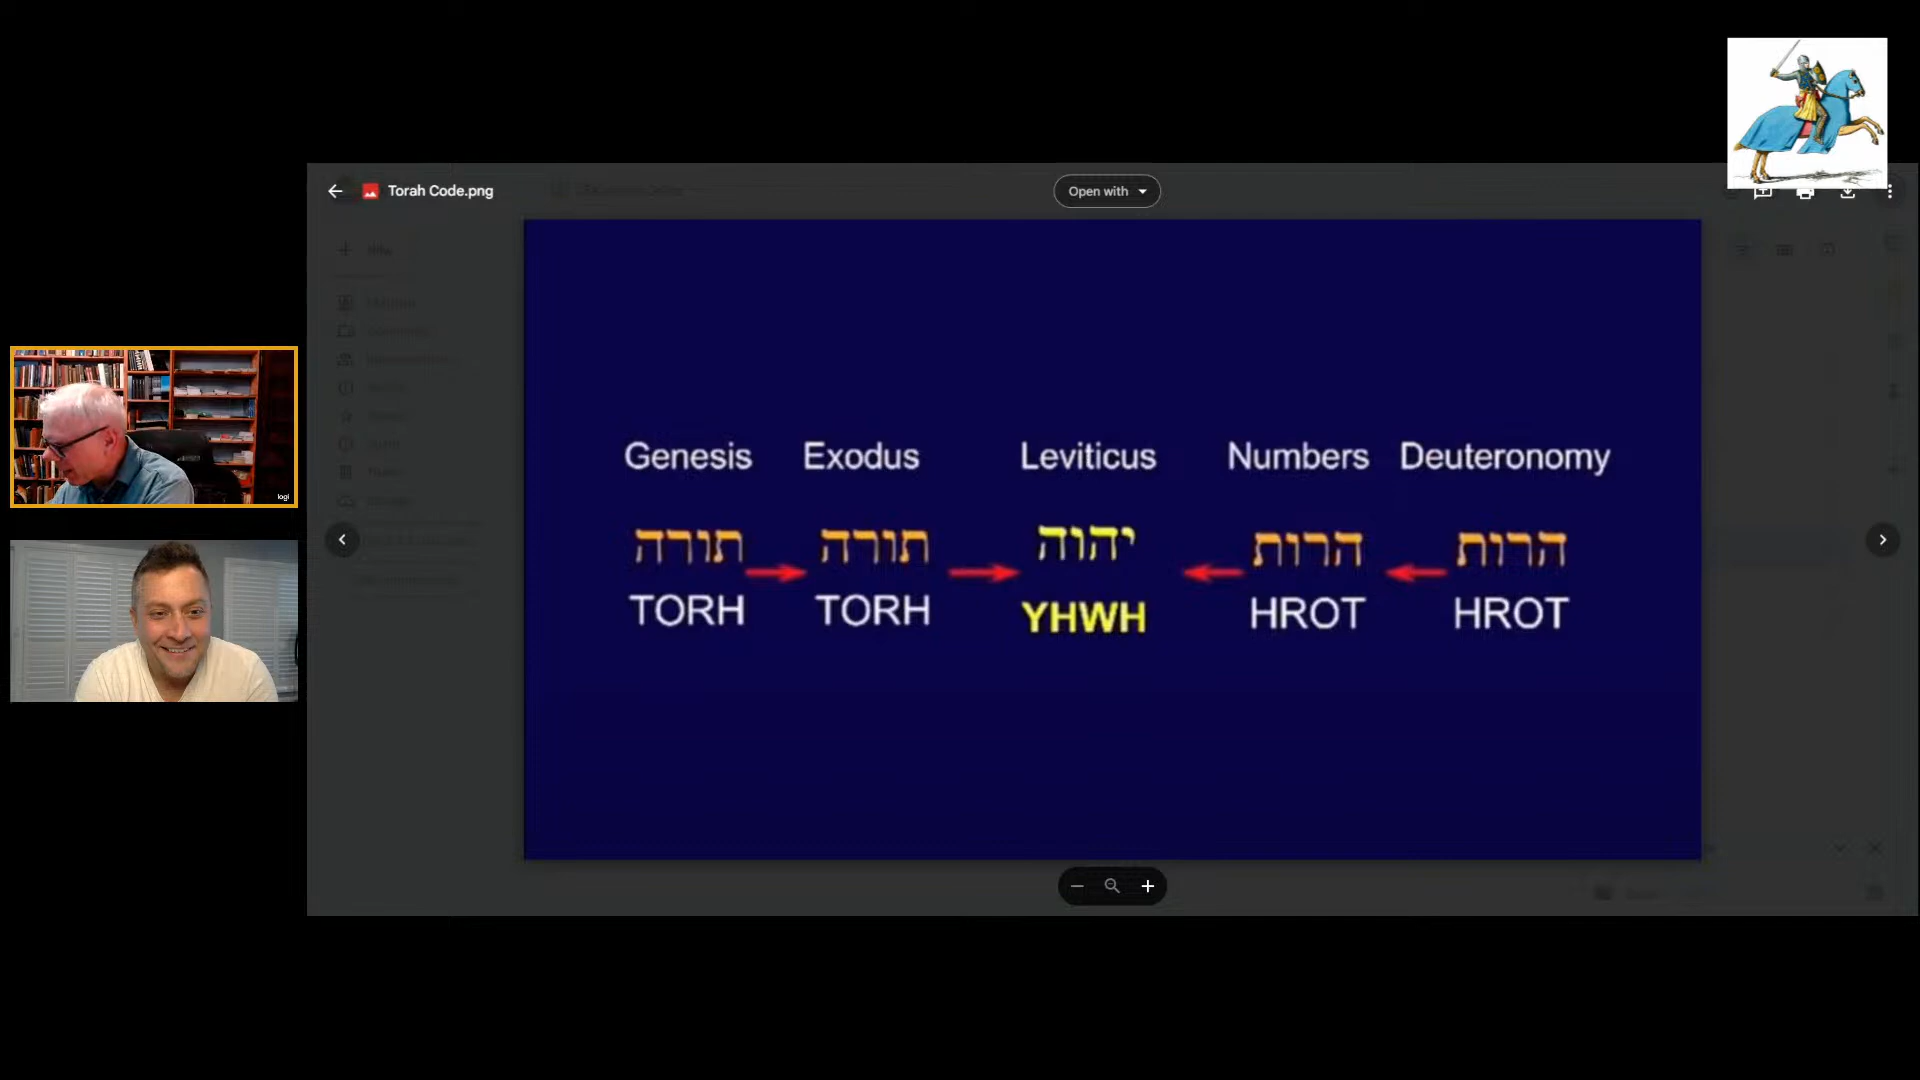 Torah Code.png
Open with
Genesis Exodus Leviticus Numbers Deuteronomy
תורה תורה יהוה הרות הרות
TORH TORH YHWH HROT HROT
logi